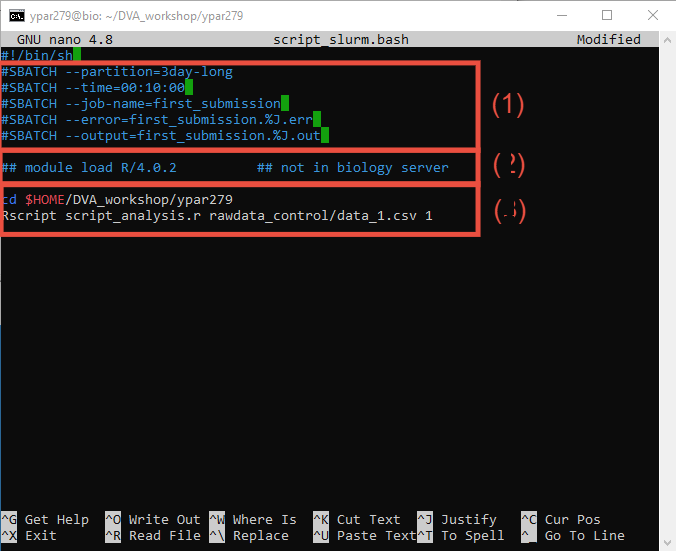 ypar279@bio: ~/DVA_workshop/ypar279
GNU nano 4.8 script_slurm.bash Modified
#!/bin/sh
#SBATCH --partition=3day-long
#SBATCH --time=00:10:00
#SBATCH --job-name=first_submission
#SBATCH --error=first_submission.%J.err
#SBATCH --output=first_submission.%J.out
(1)
## module load R/4.0.2 ## not in biology server
(2)
cd $HOME/DVA_workshop/ypar279
Rscript script_analysis.r rawdata_control/data_1.csv 1
(3)
^G Get Help ^O Write Out ^W Where Is ^K Cut Text ^J Justify ^C Cur Pos
^X Exit ^R Read File ^\ Replace ^U Paste Text ^T To Spell ^_ Go To Line